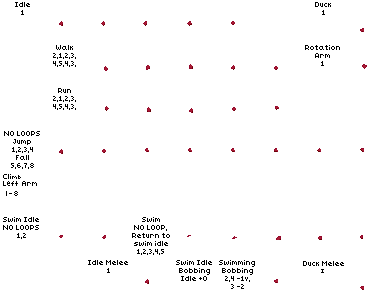 Idle
1
Duck
1
Walk
2,1,2,3,
4,5,4,3,
Rotation
Arm
1
Run
2,1,2,3,
4,5,4,3,
NO LOOPS
Jump
1,2,3,4
Fall
5,6,7,8
Climb
Left Arm
1-8
Swim Idle
NO LOOPS
1,2
Swim
NO LOOP,
Return to
swim idle
1,2,3,4,5
Idle Melee
1
Swim Idle
Bobbing
Idle +0
Swimming
Bobbing
2,4 -1v,
3 -2
Duck Melee
1